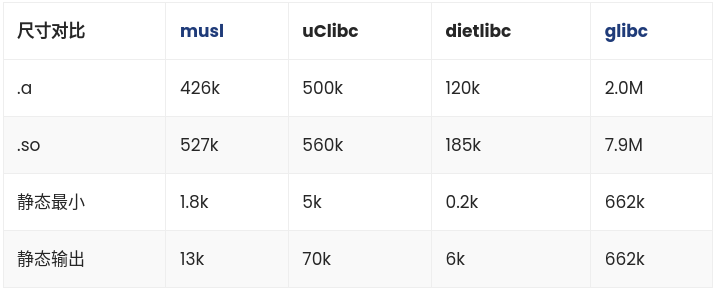 尺寸对比 musl uClibc dietlibc glibc
.a 426k 500k 120k 2.0M
.so 527k 560k 185k 7.9M
静态最小 1.8k 5k 0.2k 662k
静态输出 13k 70k 6k 662k